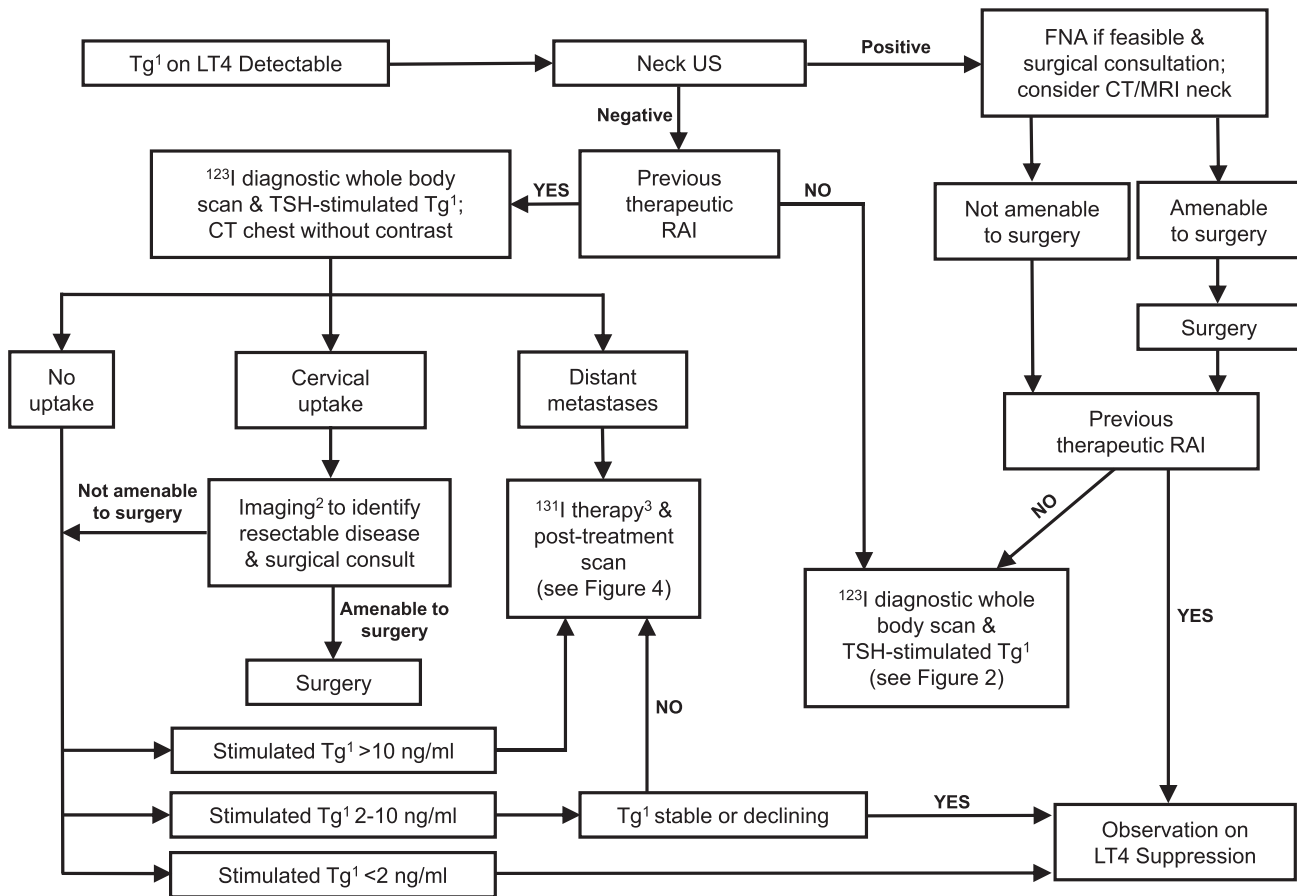 Tg¹ on LT4 Detectable
Neck US
Positive
FNA if feasible &
surgical consultation;
consider CT/MRI neck
Negative
¹²³I diagnostic whole body
scan & TSH-stimulated Tg¹;
CT chest without contrast
YES
Previous
therapeutic
RAI
NO
Not amenable
to surgery
Amenable
to surgery
Surgery
No
uptake
Cervical
uptake
Distant
metastases
Previous
therapeutic RAI
Not amenable
to surgery
Imaging² to identify
resectable disease
& surgical consult
¹³¹I therapy³ &
post-treatment
scan
(see Figure 4)
NO
YES
¹²³I diagnostic whole
body scan &
TSH-stimulated Tg¹
(see Figure 2)
Amenable to
surgery
Surgery
NO
Stimulated Tg¹ >10 ng/ml
Stimulated Tg¹ 2-10 ng/ml
Tg¹ stable or declining
YES
Observation on
LT4 Suppression
Stimulated Tg¹ <2 ng/ml